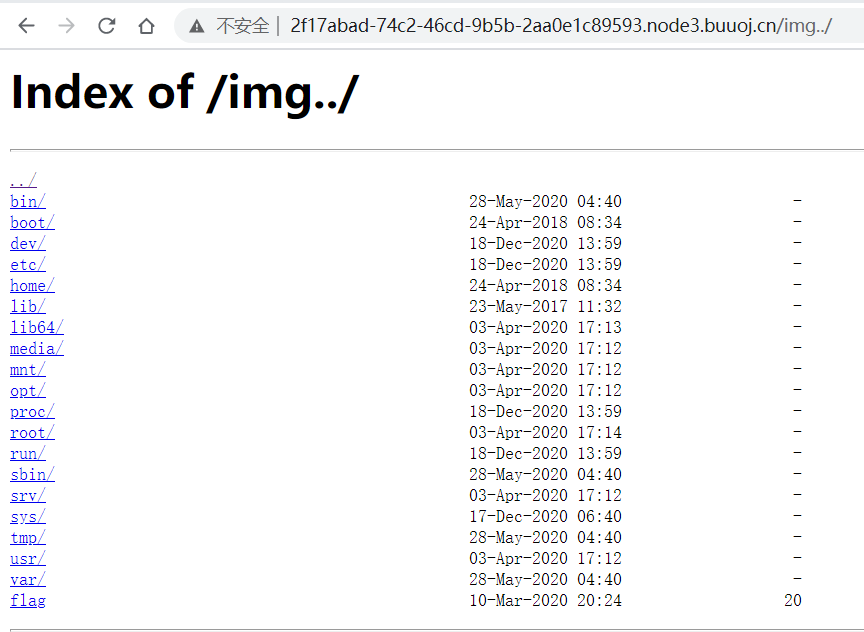 不安全 | 2f17abad-74c2-46cd-9b5b-2aa0e1c89593.node3.buuoj.cn/img../
Index of /img../
../
bin/ 28-May-2020 04:40 -
boot/ 24-Apr-2018 08:34 -
dev/ 18-Dec-2020 13:59 -
etc/ 18-Dec-2020 13:59 -
home/ 24-Apr-2018 08:34 -
lib/ 23-May-2017 11:32 -
lib64/ 03-Apr-2020 17:13 -
media/ 03-Apr-2020 17:12 -
mnt/ 03-Apr-2020 17:12 -
opt/ 03-Apr-2020 17:12 -
proc/ 18-Dec-2020 13:59 -
root/ 03-Apr-2020 17:14 -
run/ 18-Dec-2020 13:59 -
sbin/ 28-May-2020 04:40 -
srv/ 03-Apr-2020 17:12 -
sys/ 17-Dec-2020 06:40 -
tmp/ 28-May-2020 04:40 -
usr/ 03-Apr-2020 17:12 -
var/ 28-May-2020 04:40 -
flag 10-Mar-2020 20:24 20